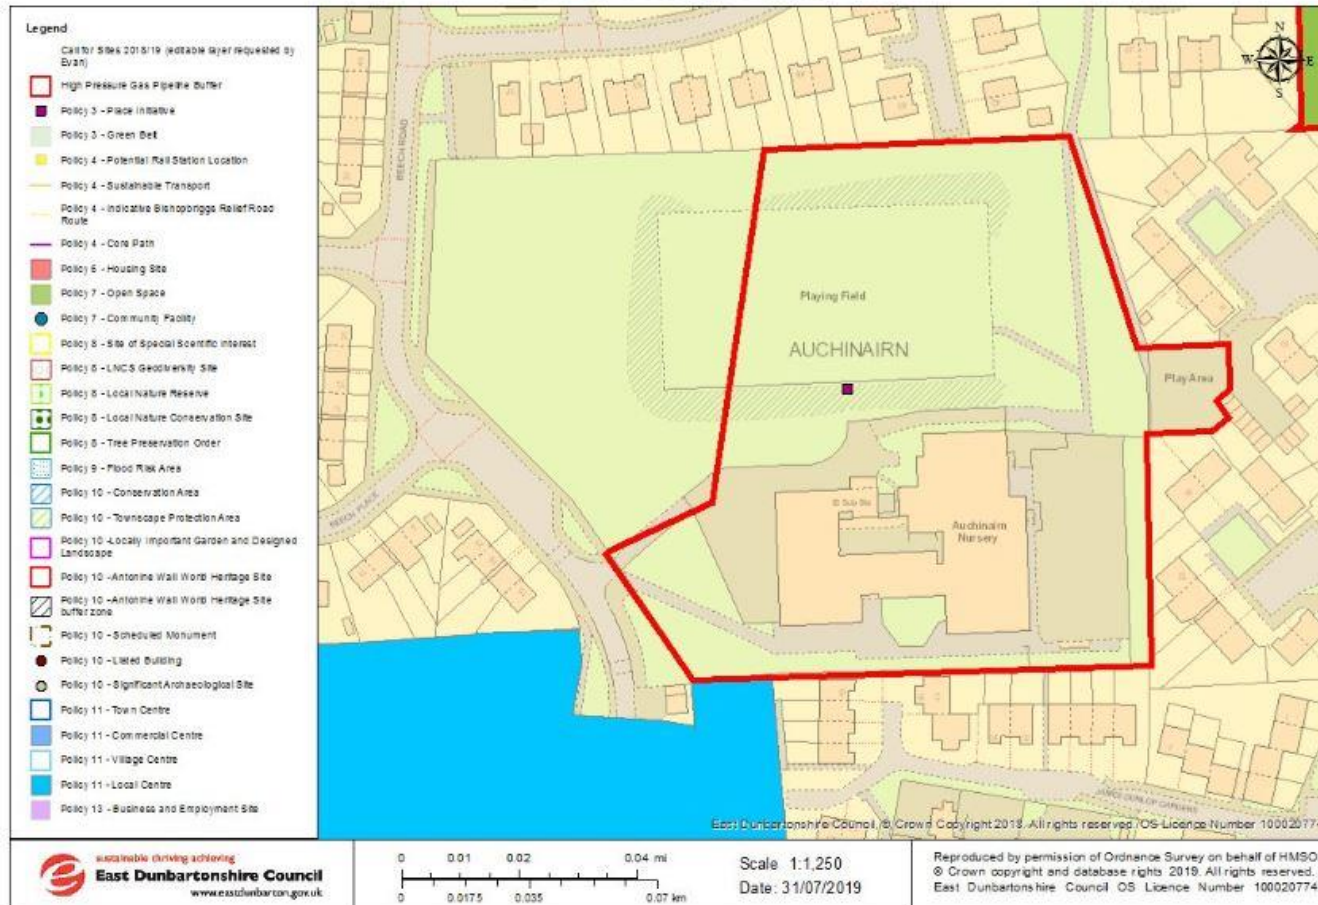 Legend
Call for Sites 2018/19 (editable layer requested by
Evan)
High Pressure Gas Pipeline Buffer
Policy 3 - Place Initiative
Policy 3 - Green Belt
Policy 4 - Potential Rail Station Location
Policy 4 - Sustainable Transport
Policy 4 - Indicative Bishopbriggs Relief Road
Route
Policy 4 - Core Path
Policy 6 - Housing Site
Policy 7 - Open Space
Policy 7 - Community Facility
Policy 8 - Site of Special Scientific Interest
Policy 8 - LNCS Geodiversity Site
Policy 8 - Local Nature Reserve
Policy 8 - Local Nature Conservation Site
Policy 8 - Tree Preservation Order
Policy 9 - Flood Risk Area
Policy 10 - Conservation Area
Policy 10 - Townscape Protection Area
Policy 10 -Locally Important Garden and Designed
Landscape
Policy 10 -Antonine Wall World Heritage Site
Policy 10 -Antonine Wall World Heritage Site
buffer zone
Policy 10 - Scheduled Monument
Policy 10 - Listed Building
Policy 10 - Significant Archaeological Site
Policy 11 - Town Centre
Policy 11 - Commercial Centre
Policy 11 - Village Centre
Policy 11 - Local Centre
Policy 13 - Business and Employment Site
N
W E
S
BEECH ROAD
Playing Field
AUCHINAIRN
Play Area
BEECH PLACE
El Sub Sta
Auchinairn
Nursery
JAMES DUNLOP GARDENS
East Dunbartonshire Council, © Crown Copyright 2018. All rights reserved. OS Licence Number 100020774
sustainable thriving achieving
East Dunbartonshire Council
www.eastdunbarton.gov.uk
0 0.01 0.02 0.04 mi
0 0.0175 0.035 0.07 km
Scale 1:1,250
Date: 31/07/2019
Reproduced by permission of Ordnance Survey on behalf of HMSO.
© Crown copyright and database rights 2019. All rights reserved.
East Dunbartonshire Council OS Licence Number 100020774